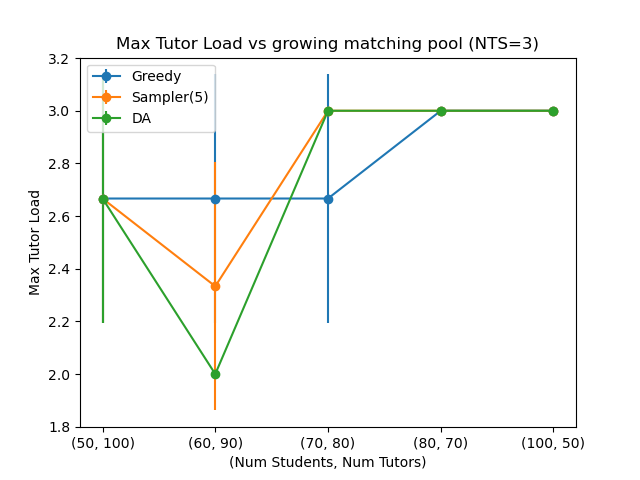 Max Tutor Load vs growing matching pool (NTS=3)
Greedy
Sampler(5)
DA
3.2
3.0
2.8
2.6
2.4
2.2
2.0
1.8
Max Tutor Load
(50, 100)
(60, 90)
(70, 80)
(80, 70)
(100, 50)
(Num Students, Num Tutors)